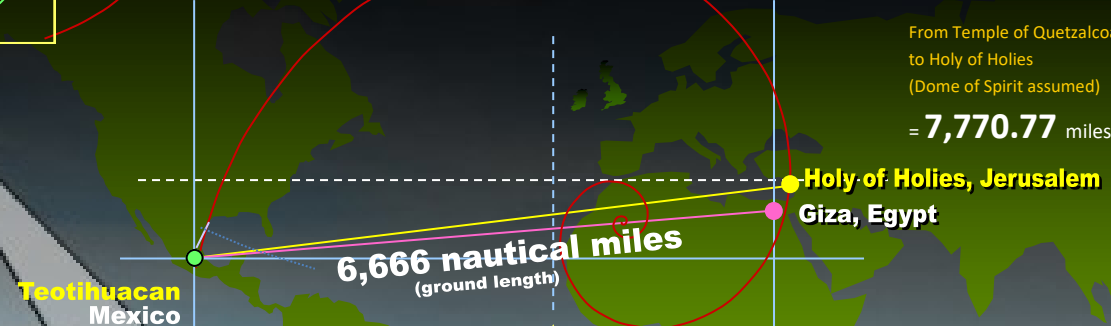 From Temple of Quetzalcoa
to Holy of Holies
(Dome of Spirit assumed)
= 7,770.77 miles
Holy of Holies, Jerusalem
Giza, Egypt
6,666 nautical miles
(ground length)
Teotihuacan
Mexico